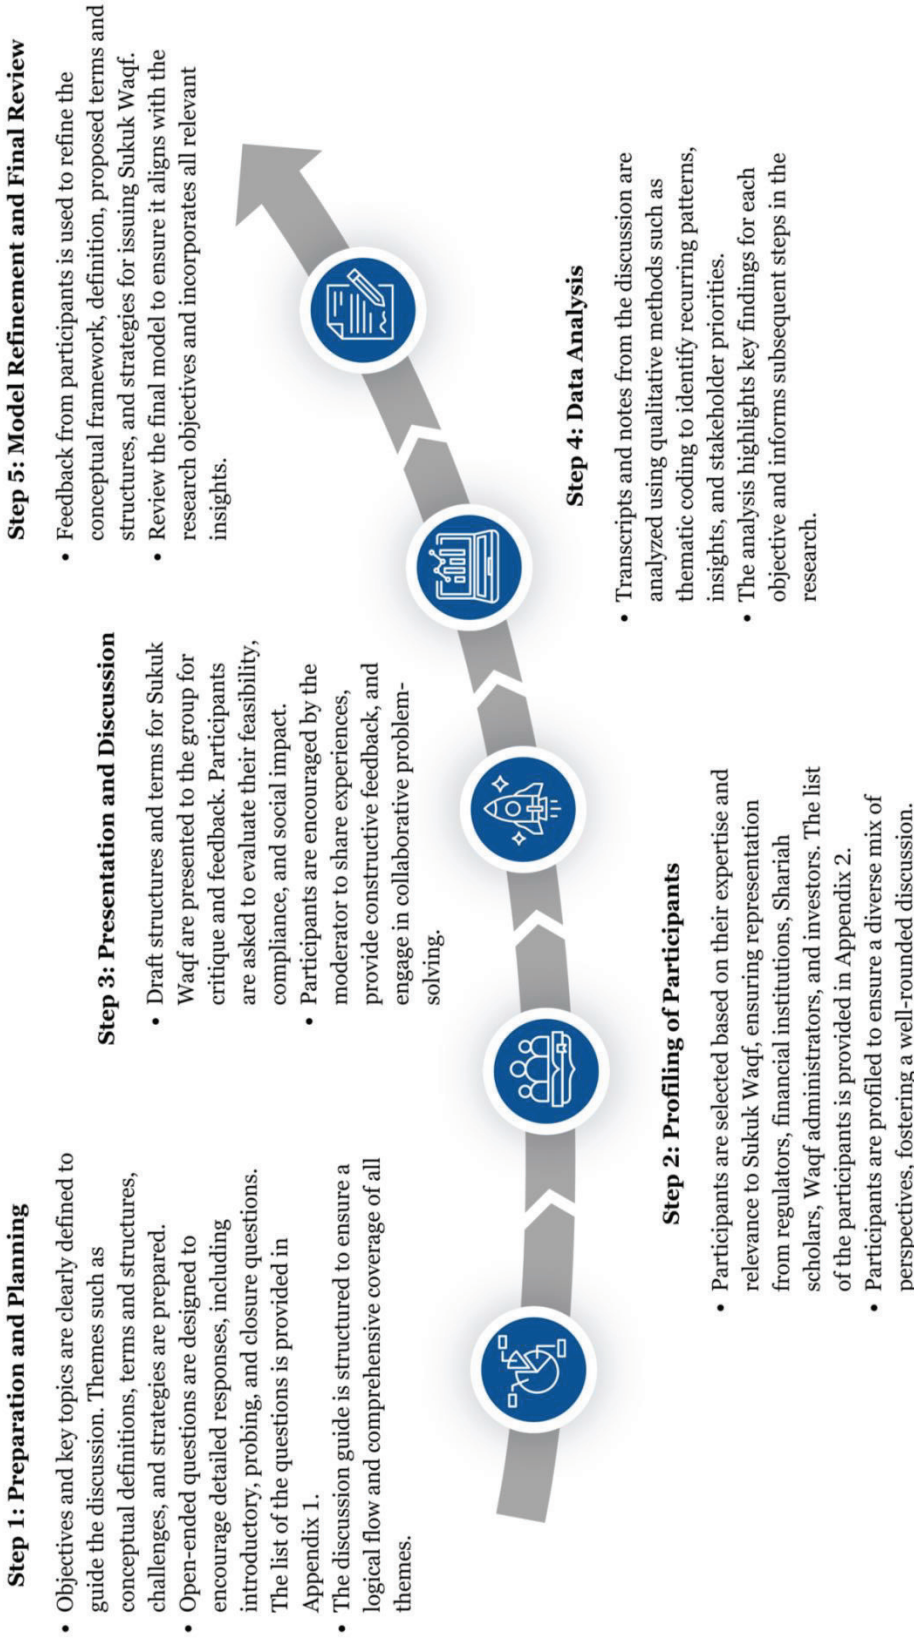 Step 1: Preparation and Planning
• Objectives and key topics are clearly defined to
guide the discussion. Themes such as
conceptual definitions, terms and structures,
challenges, and strategies are prepared.
• Open-ended questions are designed to
encourage detailed responses, including
introductory, probing, and closure questions.
The list of the questions is provided in
Appendix 1.
• The discussion guide is structured to ensure a
logical flow and comprehensive coverage of all
themes.
Step 2: Profiling of Participants
• Participants are selected based on their expertise and
relevance to Sukuk Waqf, ensuring representation
from regulators, financial institutions, Shariah
scholars, Waqf administrators, and investors. The list
of the participants is provided in Appendix 2.
• Participants are profiled to ensure a diverse mix of
perspectives, fostering a well-rounded discussion.
Step 3: Presentation and Discussion
• Draft structures and terms for Sukuk
Waqf are presented to the group for
critique and feedback. Participants
are asked to evaluate their feasibility,
compliance, and social impact.
• Participants are encouraged by the
moderator to share experiences,
provide constructive feedback, and
engage in collaborative problem-
solving.
Step 4: Data Analysis
• Transcripts and notes from the discussion are
analyzed using qualitative methods such as
thematic coding to identify recurring patterns,
insights, and stakeholder priorities.
• The analysis highlights key findings for each
objective and informs subsequent steps in the
research.
Step 5: Model Refinement and Final Review
• Feedback from participants is used to refine the
conceptual framework, definition, proposed terms and
structures, and strategies for issuing Sukuk Waqf.
• Review the final model to ensure it aligns with the
research objectives and incorporates all relevant
insights.